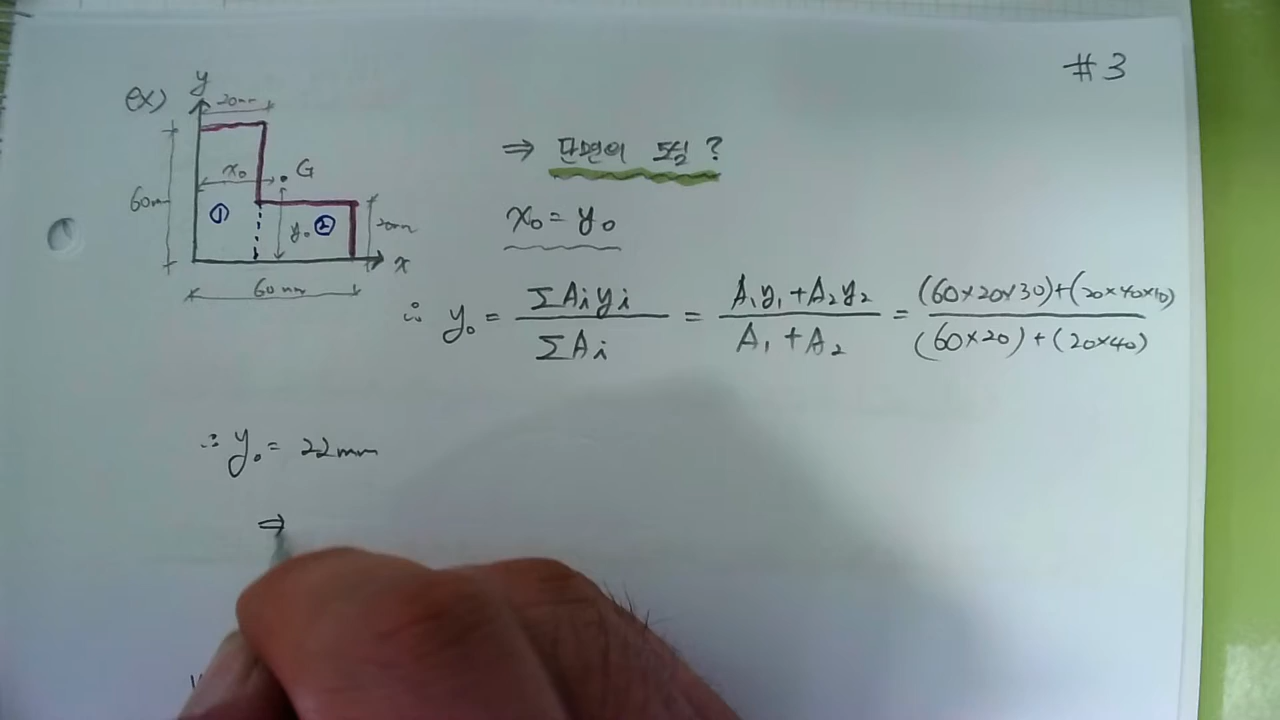 #3
ex)
y
20mm
60mm
x₀
G
①
②
y₀
20mm
x
60mm
⇒ 단면의 도심?
x₀ = y₀
∴ y₀ = ΣAᵢyᵢ / ΣAᵢ = A₁y₁+A₂y₂ / A₁+A₂ = (60×20×30)+(20×40×10) / (60×20)+(20×40)
∴ y₀ = 22mm
⇒